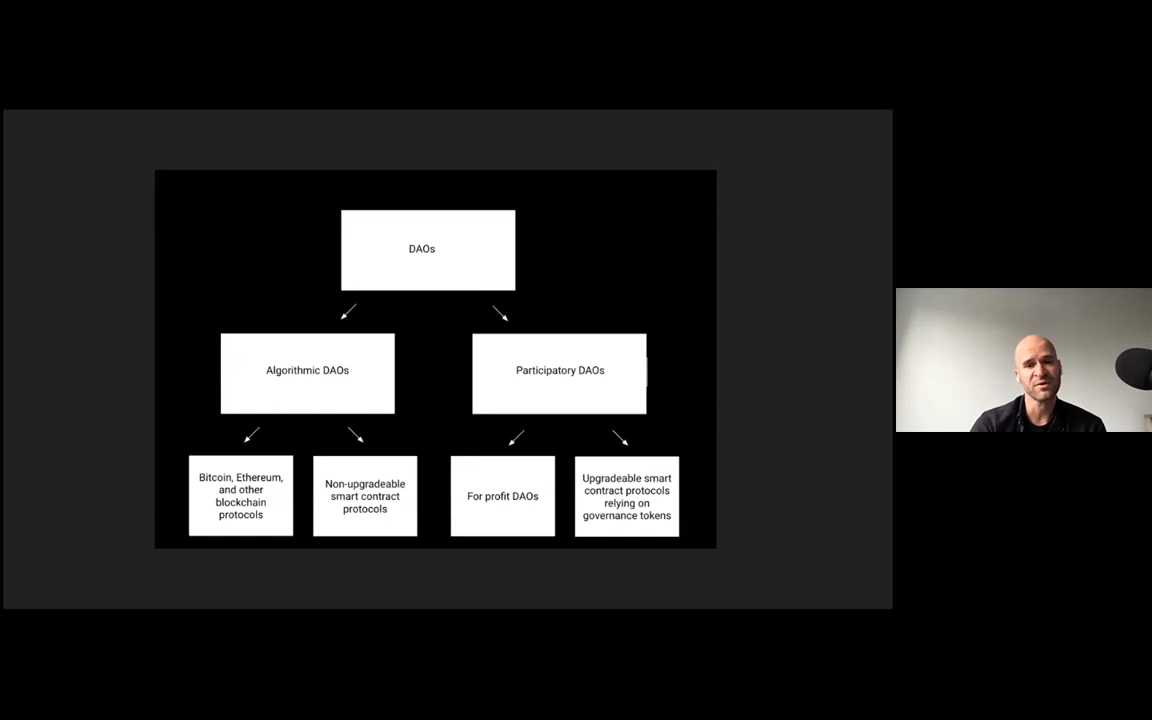 DAOs
Algorithmic DAOs
Participatory DAOs
Bitcoin, Ethereum,
and other
blockchain
protocols
Non-upgradeable
smart contract
protocols
For profit DAOs
Upgradeable smart
contract protocols
relying on
governance tokens